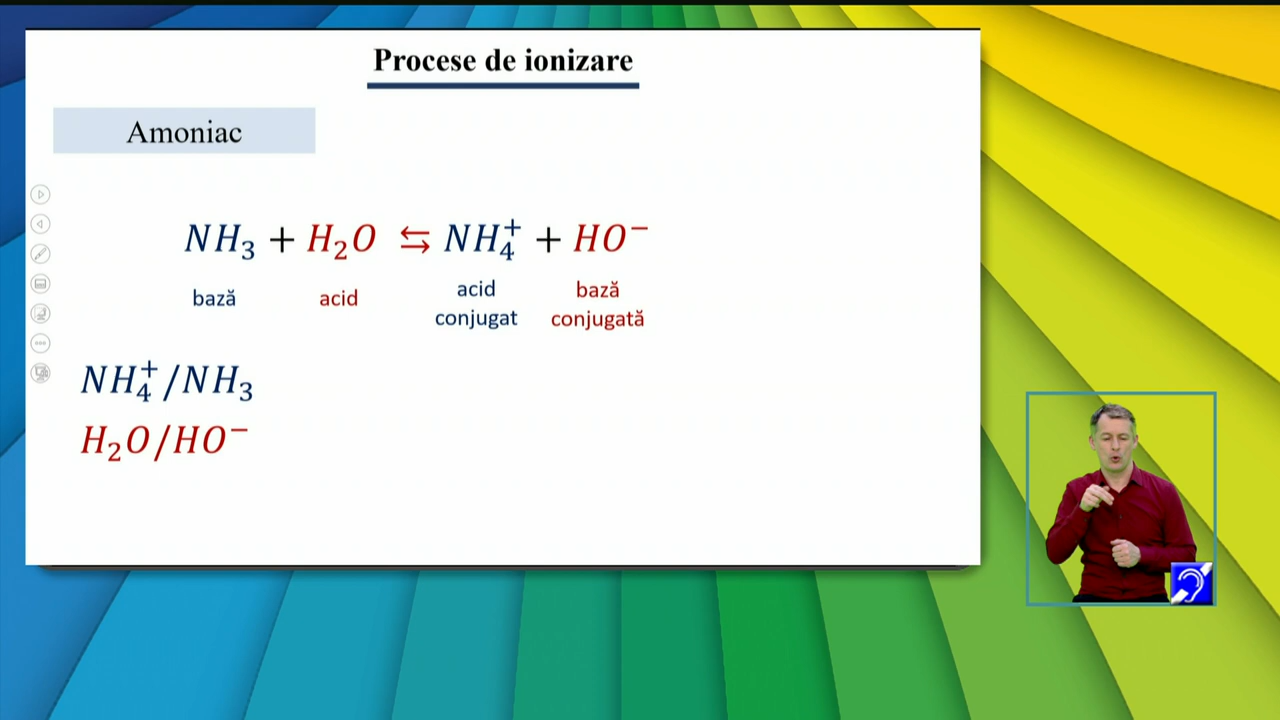 Procese de ionizare
Amoniac
NH₃ + H₂O ⇆ NH₄⁺ + HO⁻
bază acid acid conjugat bază conjugată
NH₄⁺/NH₃
H₂O/HO⁻